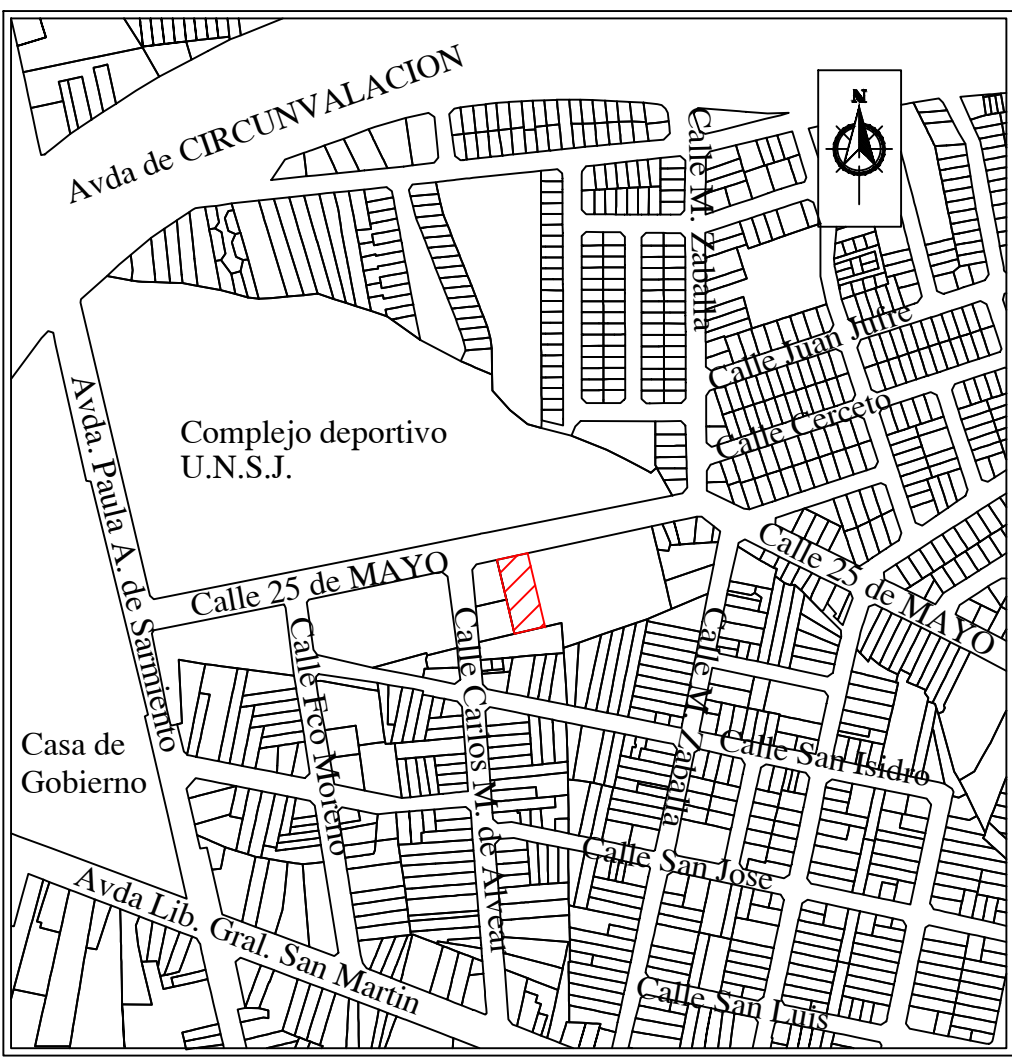 Avda de CIRCUNVALACION
N
Calle M. Zaballa
Calle Juan Jufre
Calle Cerceto
Avda. Paula A. de Sarmiento
Complejo deportivo
U.N.S.J.
Calle 25 de MAYO
Calle 25 de MAYO
Calle Fco Moreno
Calle Carlos M. de Alvear
Calle M. Zaballa
Casa de
Gobierno
Calle San Isidro
Calle San Jose
Avda Lib. Gral. San Martin
Calle San Luis